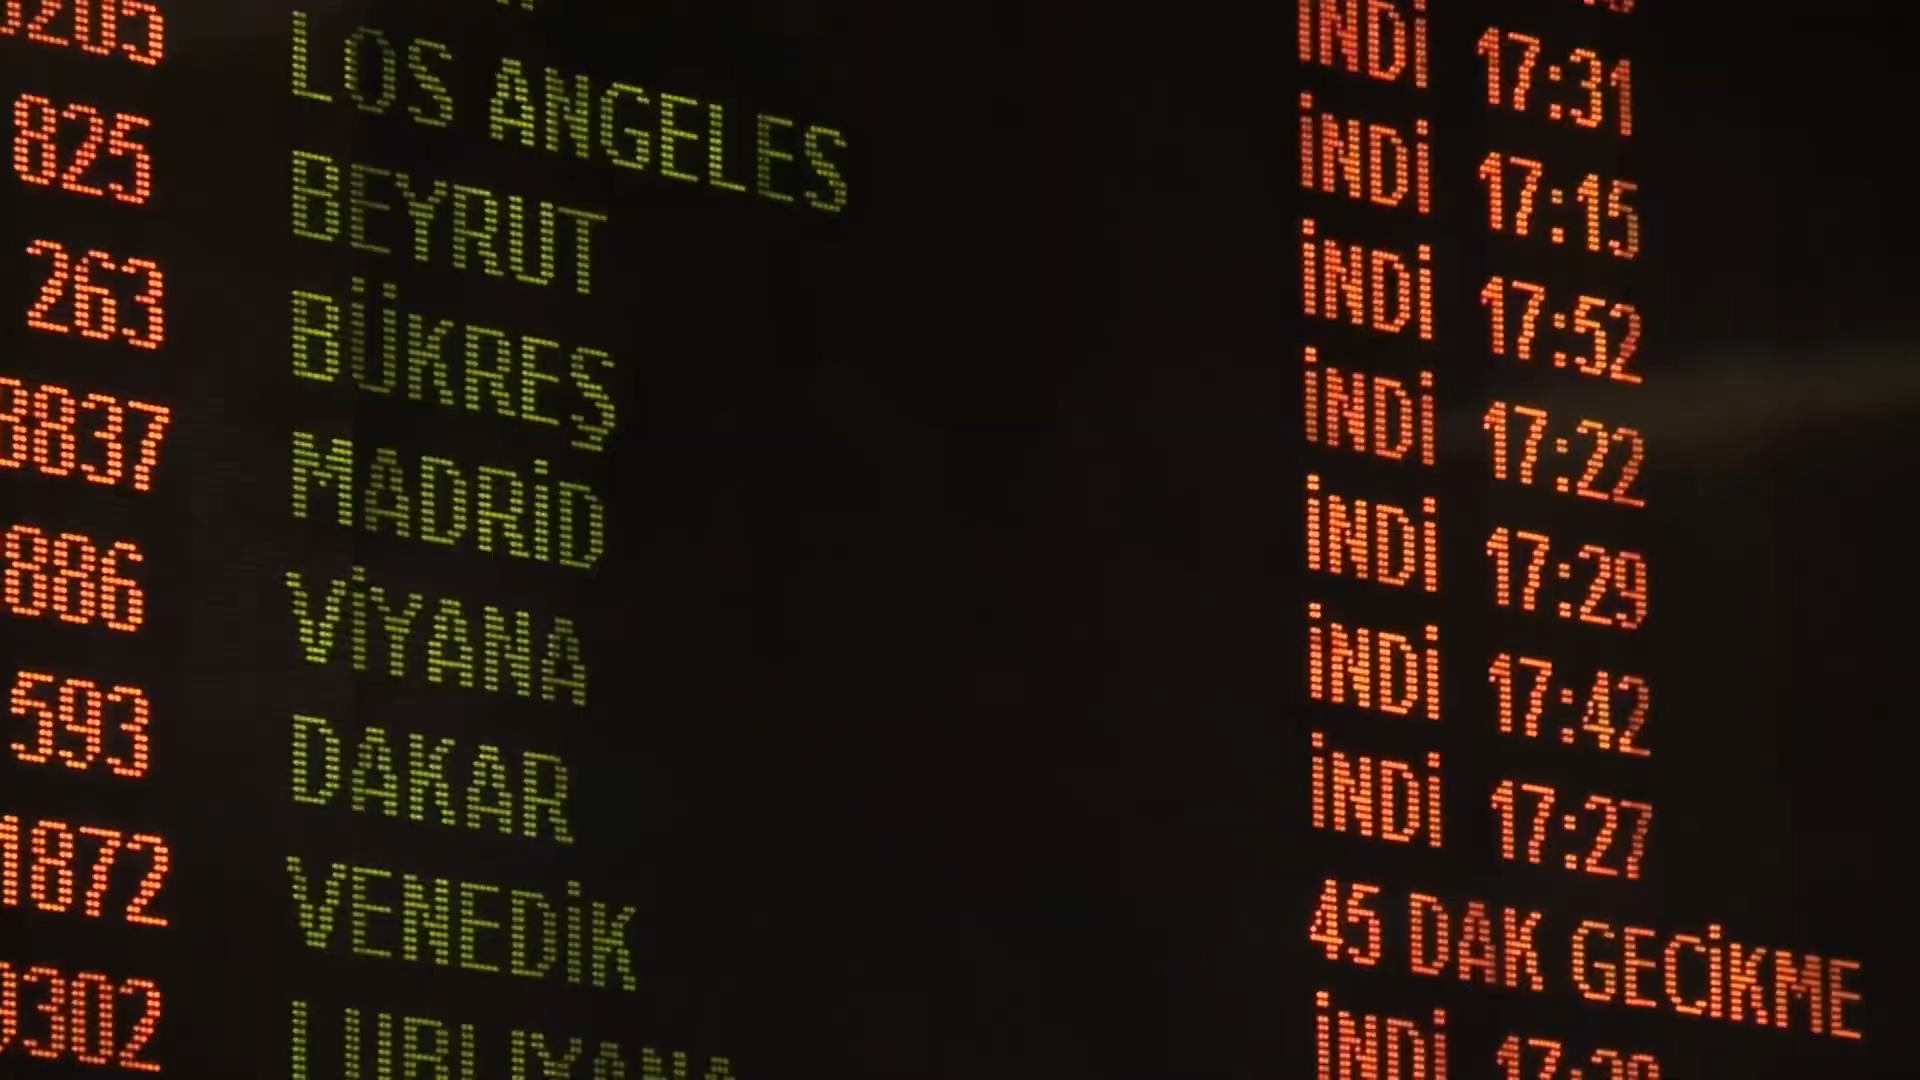 İNDİ 17:31
İNDİ 17:15
LOS ANGELES İNDİ 17:52
825 BEYRUT İNDİ 17:22
263 BÜKREŞ İNDİ 17:29
3837 MADRİD İNDİ 17:42
886 VİYANA İNDİ 17:27
593 DAKAR 45 DAK GECİKME
1872 VENEDİK İNDİ